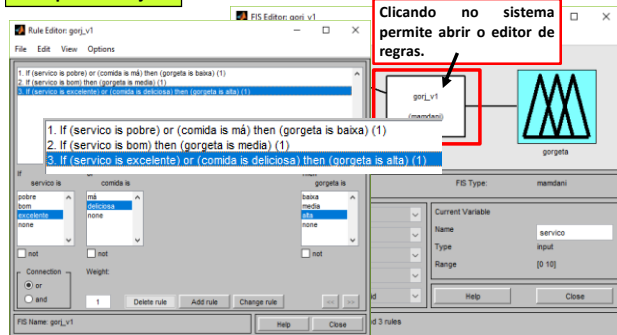 Rule Editor: gorj_v1
File Edit View Options
1. If (servico is pobre) or (comida is má) then (gorgeta is baixa) (1)
2. If (servico is bom) then (gorgeta is media) (1)
3. If (servico is excelente) or (comida is deliciosa) then (gorgeta is alta) (1)
1. If (servico is pobre) or (comida is má) then (gorgeta is baixa) (1)
2. If (servico is bom) then (gorgeta is media) (1)
3. If (servico is excelente) or (comida is deliciosa) then (gorgeta is alta) (1)
If
servico is
comida is
gorgeta is
pobre
bom
excelente
none
má
deliciosa
none
baixa
media
alta
none
not
not
not
Connection
or
and
Weight:
1
Delete rule
Add rule
Change rule
<<
>>
FIS Name: gorj_v1
Help
Close
FIS Editor: gorj_v1
Clicando no sistema
permite abrir o editor de
regras.
gorj_v1
(mamdani)
gorgeta
FIS Type:
mamdani
Current Variable
Name
servico
Type
input
Range
[0 10]
Help
Close
3 rules